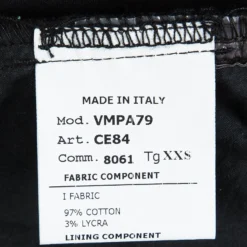 MADE IN ITALY
Mod. VMPA79
Art. CE84
Comm. 8061 Tg XXS
FABRIC COMPONENT
I FABRIC
97% COTTON
3% LYCRA
LINING COMPONENT